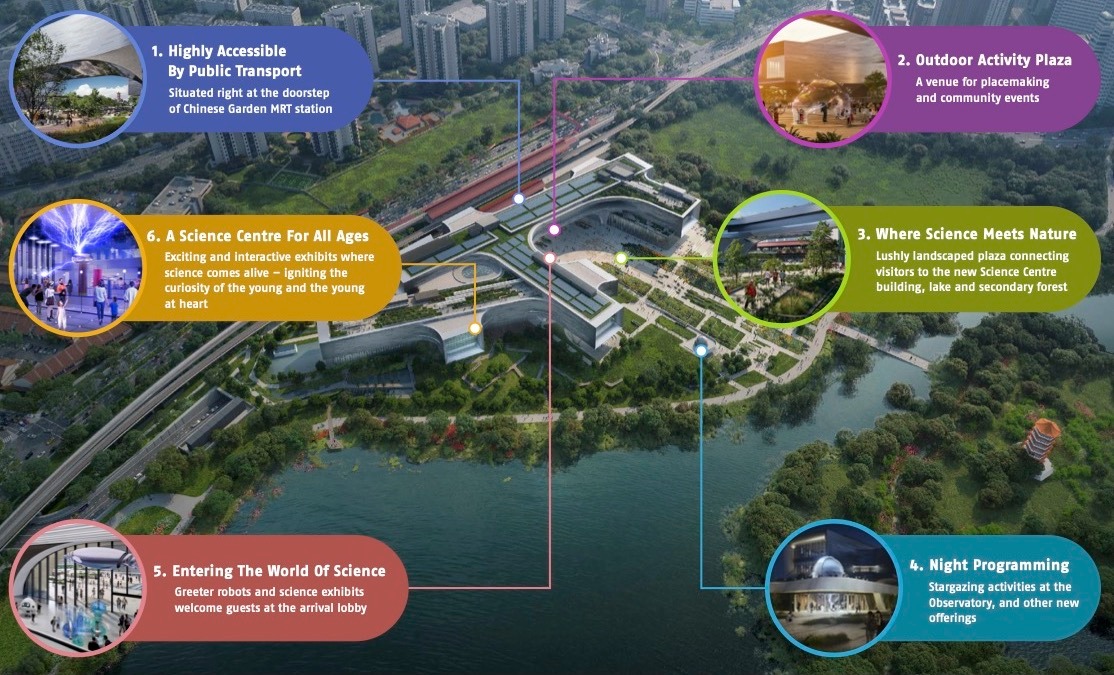 1. Highly Accessible
By Public Transport
Situated right at the doorstep
of Chinese Garden MRT station
2. Outdoor Activity Plaza
A venue for placemaking
and community events
3. Where Science Meets Nature
Lushly landscaped plaza connecting
visitors to the new Science Centre
building, lake and secondary forest
4. Night Programming
Stargazing activities at the
Observatory, and other new
offerings
5. Entering The World Of Science
Greeter robots and science exhibits
welcome guests at the arrival lobby
6. A Science Centre For All Ages
Exciting and interactive exhibits where
science comes alive – igniting the
curiosity of the young and the young
at heart